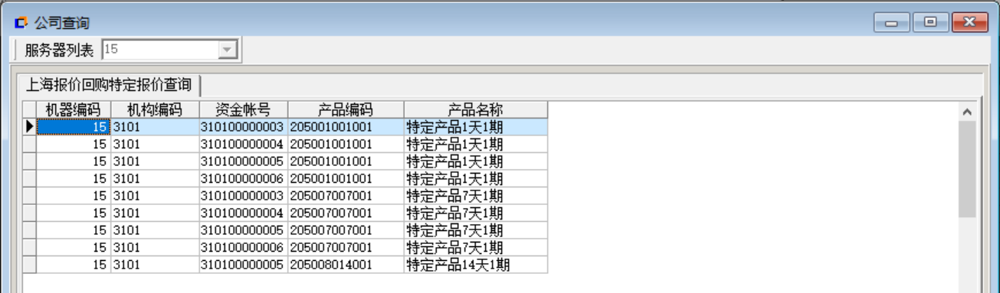 公司查询
服务器列表 15
上海报价回购特定报价查询
机器编码 机构编码 资金帐号 产品编码 产品名称
15 3101 310100000003 205001001001 特定产品1天1期
15 3101 310100000004 205001001001 特定产品1天1期
15 3101 310100000005 205001001001 特定产品1天1期
15 3101 310100000006 205001001001 特定产品1天1期
15 3101 310100000003 205007007001 特定产品7天1期
15 3101 310100000004 205007007001 特定产品7天1期
15 3101 310100000005 205007007001 特定产品7天1期
15 3101 310100000006 205007007001 特定产品7天1期
15 3101 310100000005 205008014001 特定产品14天1期